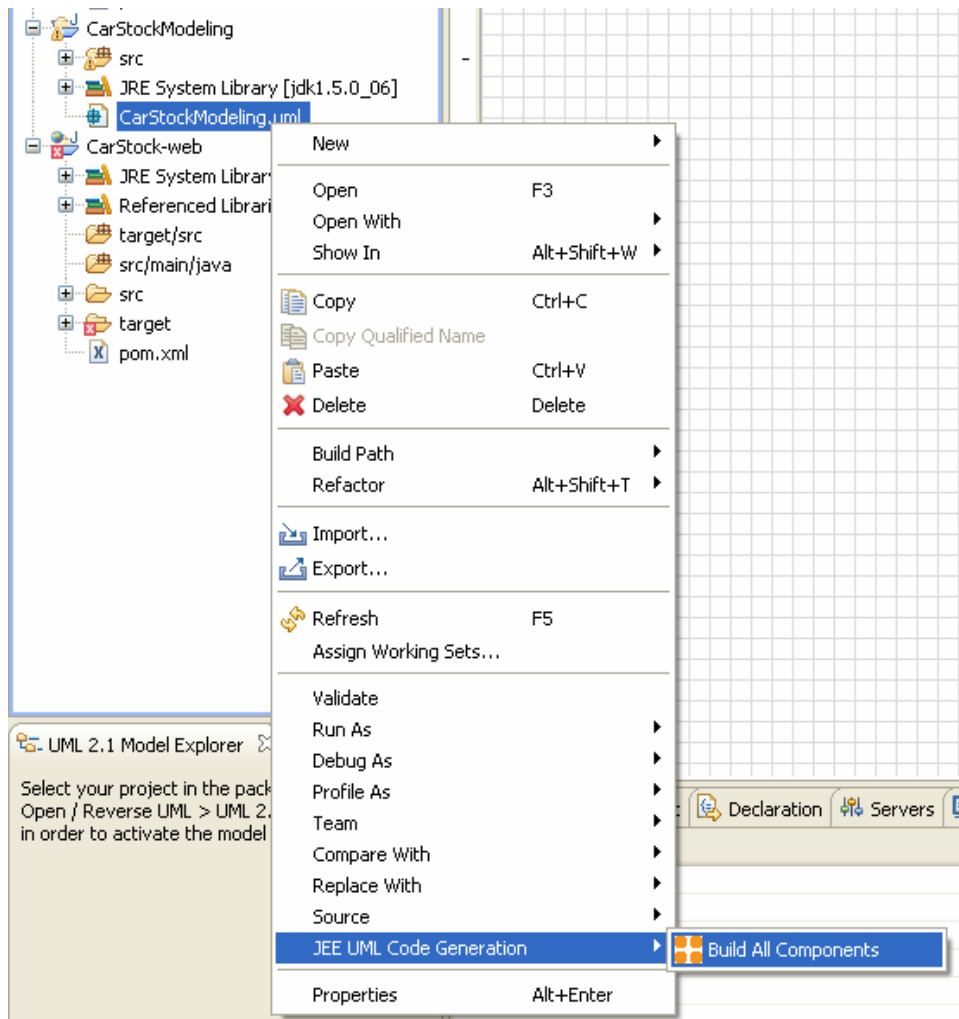 CarStockModeling
src
JRE System Library [jdk1.5.0_06]
CarStockModeling.uml
CarStock-web
JRE System Librar
Referenced Librari
target/src
src/main/java
src
target
pom.xml
New
Open F3
Open With
Show In Alt+Shift+W
Copy Ctrl+C
Copy Qualified Name
Paste Ctrl+V
Delete Delete
Build Path
Refactor Alt+Shift+T
Import...
Export...
Refresh F5
Assign Working Sets...
Validate
Run As
Debug As
Profile As
Team
Compare With
Replace With
Source
JEE UML Code Generation
Build All Components
Properties Alt+Enter
UML 2.1 Model Explorer
Select your project in the pack
Open / Reverse UML > UML 2.
in order to activate the model
Declaration
Servers